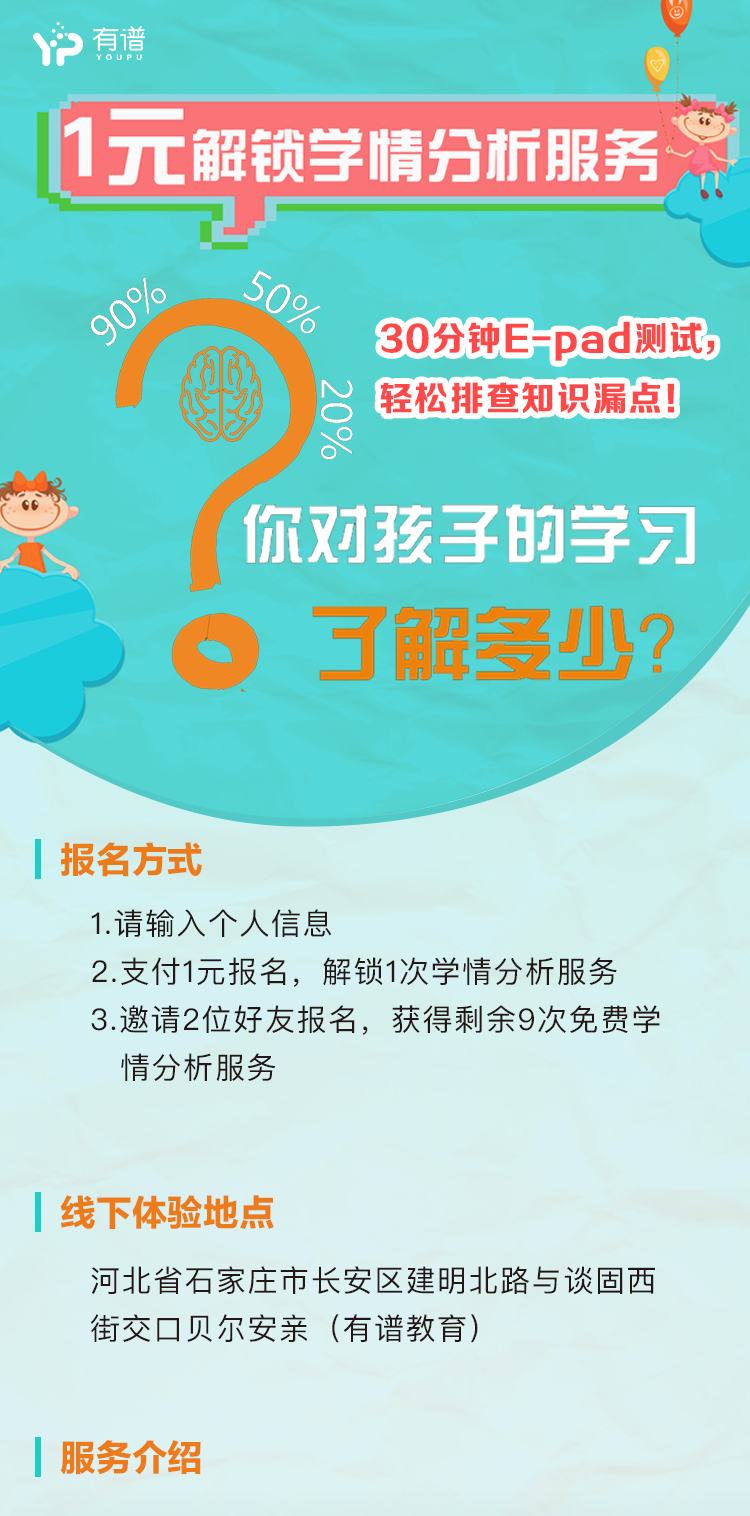 有谱
YOUPU
1元解锁学情分析服务
90%
50%
20%
30分钟E-pad测试，
轻松排查知识漏点！
你对孩子的学习
了解多少?
报名方式
1.请输入个人信息
2.支付1元报名，解锁1次学情分析服务
3.邀请2位好友报名，获得剩余9次免费学
情分析服务
线下体验地点
河北省石家庄市长安区建明北路与谈固西
街交口贝尔安亲（有谱教育）
服务介绍